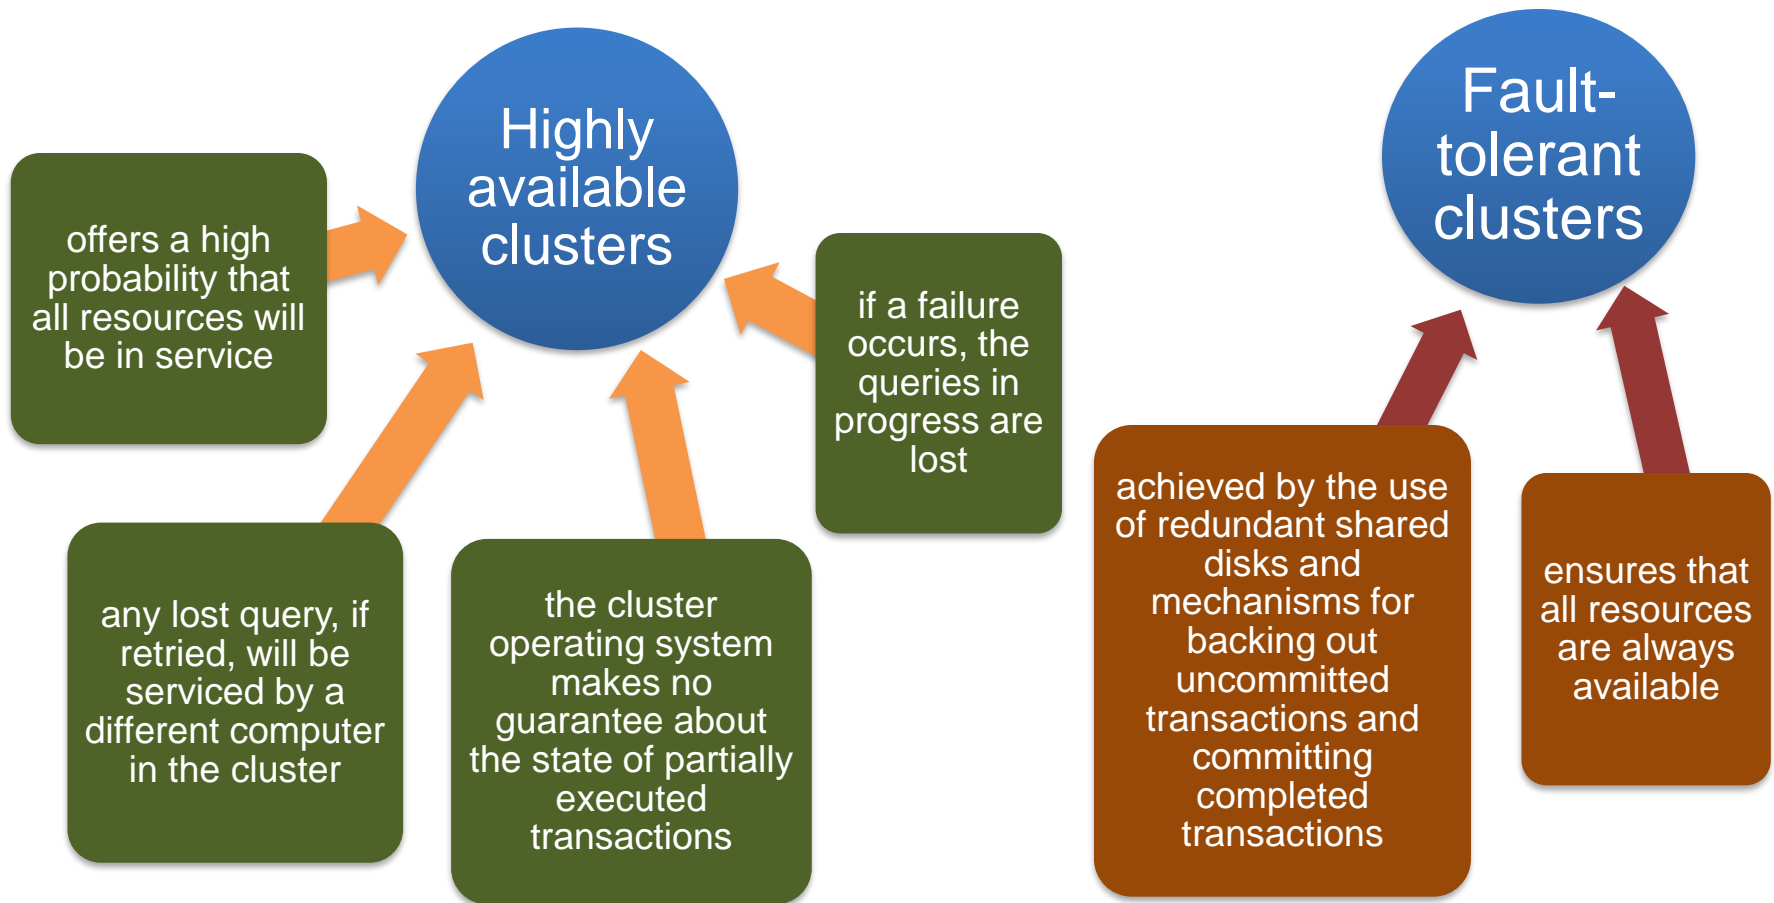 Highly
available
clusters
offers a high
probability that
all resources will
be in service
any lost query, if
retried, will be
serviced by a
different computer
in the cluster
the cluster
operating system
makes no
guarantee about
the state of partially
executed
transactions
if a failure
occurs, the
queries in
progress are
lost
Fault-
tolerant
clusters
achieved by the use
of redundant shared
disks and
mechanisms for
backing out
uncommitted
transactions and
committing
completed
transactions
ensures that
all resources
are always
available